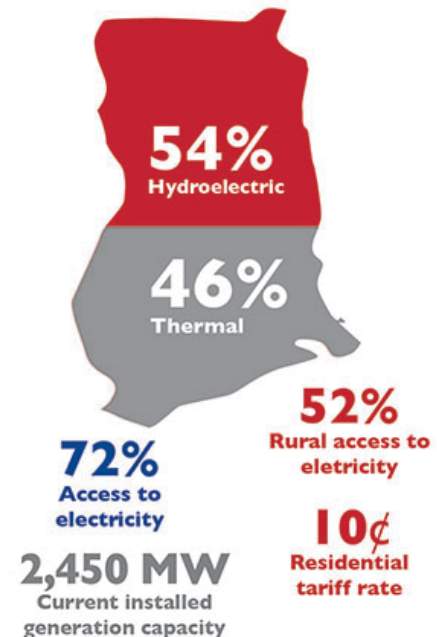 54%
Hydroelectric
46%
Thermal
72%
Access to
electricity
52%
Rural access to
eletricity
2,450 MW
Current installed
generation capacity
10¢
Residential
tariff rate